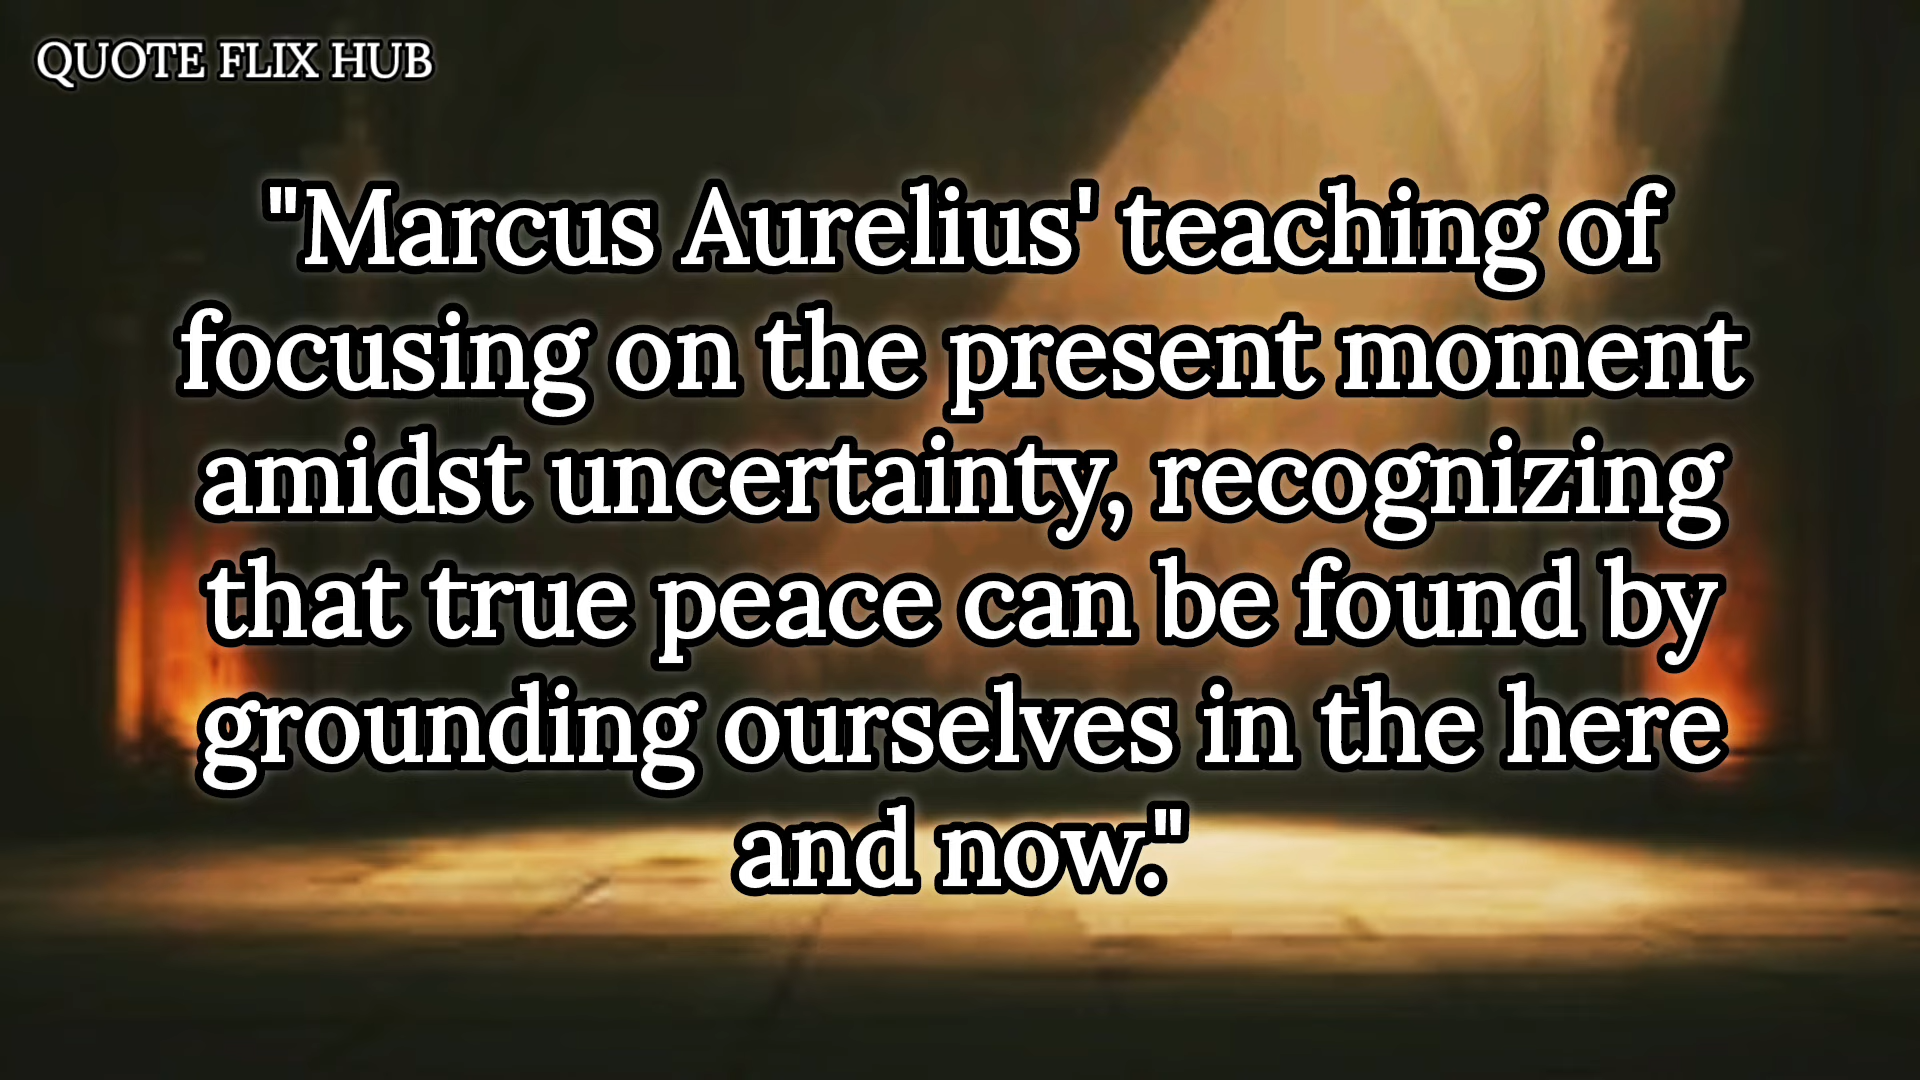 QUOTE FLIX HUB
"Marcus Aurelius' teaching of
focusing on the present moment
amidst uncertainty, recognizing
that true peace can be found by
grounding ourselves in the here
and now."